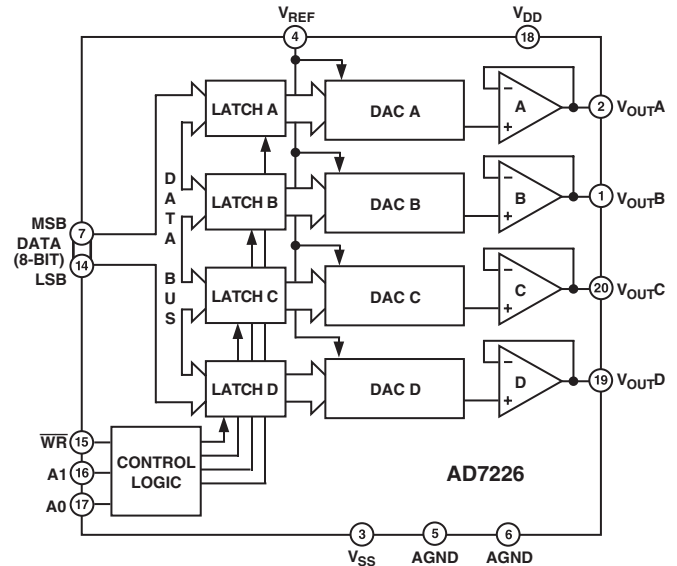 VREF
4
VDD
18
LATCH A
DAC A
A
2 VOUTA
LATCH B
DAC B
B
1 VOUTB
DATA BUS
MSB
7
DATA
(8-BIT)
14
LSB
LATCH C
DAC C
C
20 VOUTC
LATCH D
DAC D
D
19 VOUTD
− +
− +
− +
− +
WR 15
A1 16
A0 17
CONTROL
LOGIC
AD7226
3
VSS
5
AGND
6
AGND